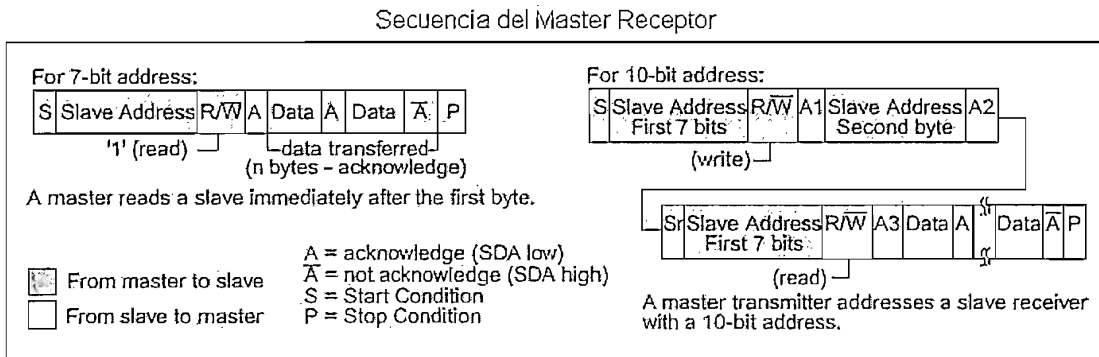 Secuencia del Master Receptor
For 7-bit address:
S Slave Address R/W̅ A Data A Data A̅ P
'1' (read)
data transferred
(n bytes - acknowledge)
A master reads a slave immediately after the first byte.
From master to slave
From slave to master
A = acknowledge (SDA low)
A̅ = not acknowledge (SDA high)
S = Start Condition
P = Stop Condition
For 10-bit address:
S Slave Address R/W̅ A1 Slave Address A2
First 7 bits Second byte
(write)
Sr Slave Address R/W̅ A3 Data A Data A̅ P
First 7 bits
(read)
A master transmitter addresses a slave receiver
with a 10-bit address.